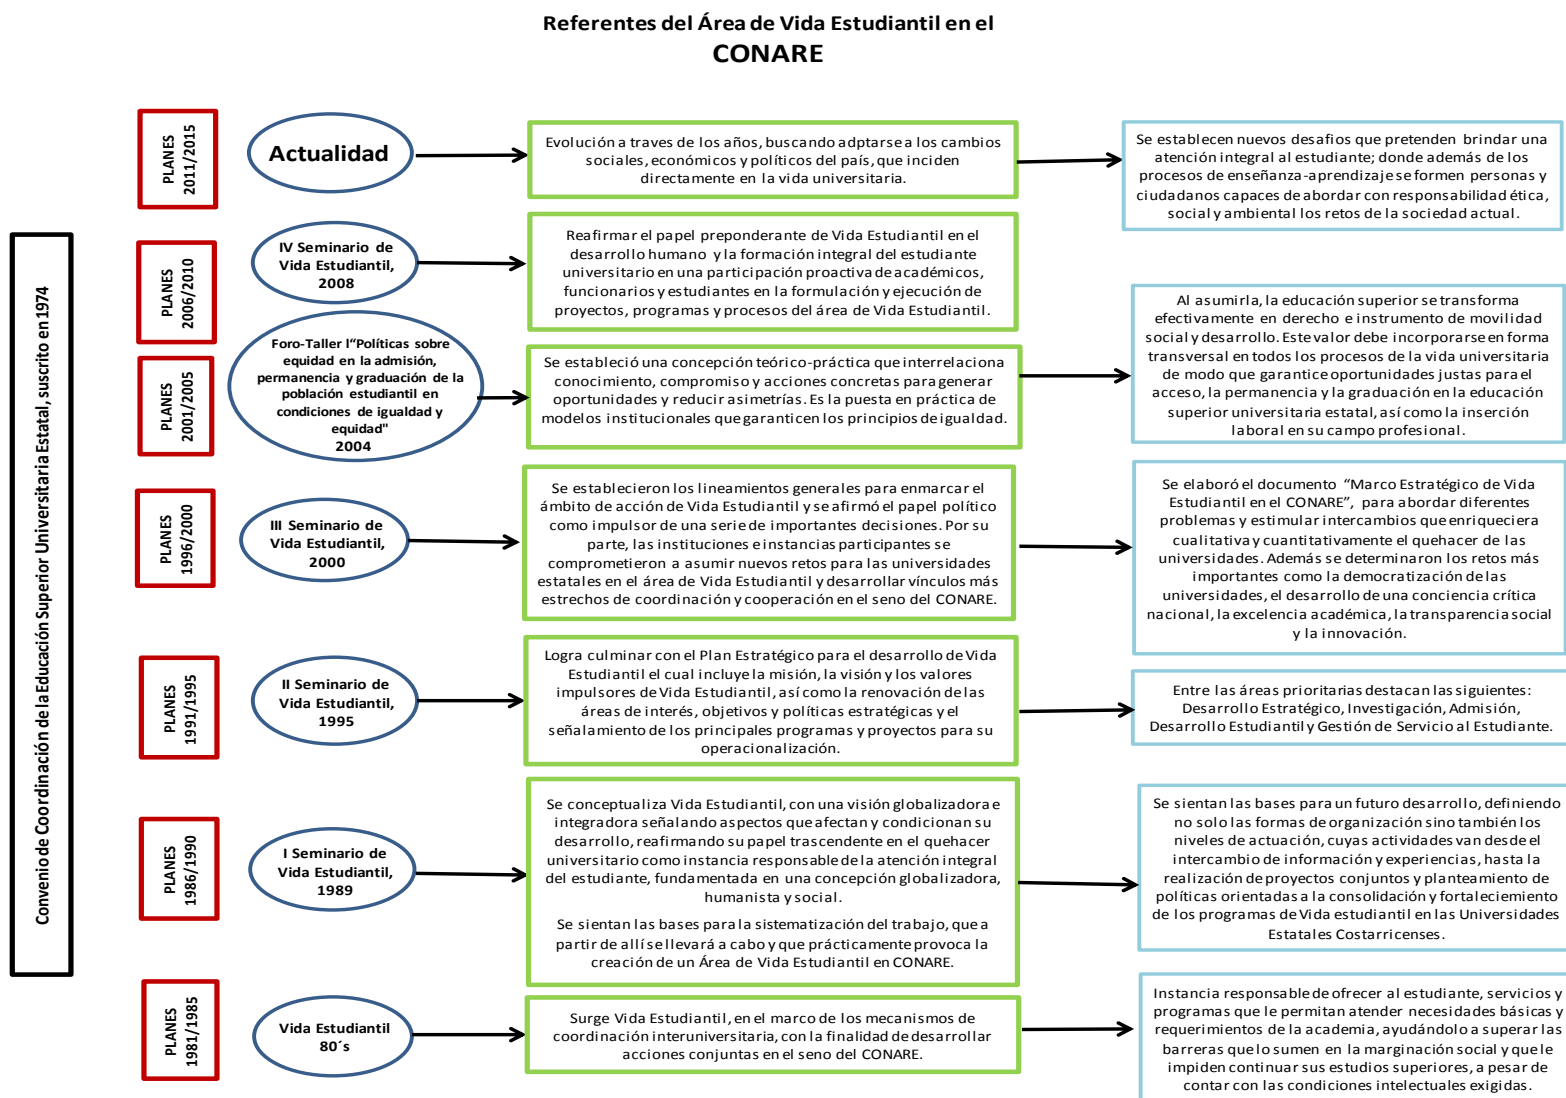 Referentes del Área de Vida Estudiantil en el
CONARE
Convenio de Coordinación de la Educación Superior Universitaria Estatal, suscrito en 1974
PLANES
2011/2015
Actualidad
Evolución a traves de los años, buscando adptarse a los cambios
sociales, económicos y políticos del país, que inciden
directamente en la vida universitaria.
Se establecen nuevos desafios que pretenden brindar una
atención integral al estudiante; donde además de los
procesos de enseñanza-aprendizaje se formen personas y
ciudadanos capaces de abordar con responsabilidad ética,
social y ambiental los retos de la sociedad actual.
PLANES
2006/2010
IV Seminario de
Vida Estudiantil,
2008
Reafirmar el papel preponderante de Vida Estudiantil en el
desarrollo humano y la formación integral del estudiante
universitario en una participación proactiva de académicos,
funcionarios y estudiantes en la formulación y ejecución de
proyectos, programas y procesos del área de Vida Estudiantil.
PLANES
2001/2005
Foro-Taller l“Políticas sobre
equidad en la admisión,
permanencia y graduación de la
población estudiantil en
condiciones de igualdad y
equidad"
2004
Se estableció una concepción teórico-práctica que interrelaciona
conocimiento, compromiso y acciones concretas para generar
oportunidades y reducir asimetrías. Es la puesta en práctica de
modelos institucionales que garanticen los principios de igualdad.
Al asumirla, la educación superior se transforma
efectivamente en derecho e instrumento de movilidad
social y desarrollo. Este valor debe incorporarse en forma
transversal en todos los procesos de la vida universitaria
de modo que garantice oportunidades justas para el
acceso, la permanencia y la graduación en la educación
superior universitaria estatal, así como la inserción
laboral en su campo profesional.
PLANES
1996/2000
III Seminario de
Vida Estudiantil,
2000
Se establecieron los lineamientos generales para enmarcar el
ámbito de acción de Vida Estudiantil y se afirmó el papel político
como impulsor de una serie de importantes decisiones. Por su
parte, las instituciones e instancias participantes se
comprometieron a asumir nuevos retos para las universidades
estatales en el área de Vida Estudiantil y desarrollar vínculos más
estrechos de coordinación y cooperación en el seno del CONARE.
Se elaboró el documento “Marco Estratégico de Vida
Estudiantil en el CONARE”, para abordar diferentes
problemas y estimular intercambios que enriqueciera
cualitativa y cuantitativamente el quehacer de las
universidades. Además se determinaron los retos más
importantes como la democratización de las
universidades, el desarrollo de una conciencia crítica
nacional, la excelencia académica, la transparencia social
y la innovación.
PLANES
1991/1995
II Seminario de
Vida Estudiantil,
1995
Logra culminar con el Plan Estratégico para el desarrollo de Vida
Estudiantil el cual incluye la misión, la visión y los valores
impulsores de Vida Estudiantil, así como la renovación de las
áreas de interés, objetivos y políticas estratégicas y el
señalamiento de los principales programas y proyectos para su
operacionalización.
Entre las áreas prioritarias destacan las siguientes:
Desarrollo Estratégico, Investigación, Admisión,
Desarrollo Estudiantil y Gestión de Servicio al Estudiante.
PLANES
1986/1990
I Seminario de
Vida Estudiantil,
1989
Se conceptualiza Vida Estudiantil, con una visión globalizadora e
integradora señalando aspectos que afectan y condicionan su
desarrollo, reafirmando su papel trascendente en el quehacer
universitario como instancia responsable de la atención integral
del estudiante, fundamentada en una concepción globalizadora,
humanista y social.
Se sientan las bases para la sistematización del trabajo, que a
partir de allí se llevará a cabo y que prácticamente provoca la
creación de un Área de Vida Estudiantil en CONARE.
Se sientan las bases para un futuro desarrollo, definiendo
no solo las formas de organización sino también los
niveles de actuación, cuyas actividades van desde el
intercambio de información y experiencias, hasta la
realización de proyectos conjuntos y planteamiento de
políticas orientadas a la consolidación y fortaleciemiento
de los programas de Vida estudiantil en las Universidades
Estatales Costarricenses.
PLANES
1981/1985
Vida Estudiantil
80´s
Surge Vida Estudiantil, en el marco de los mecanismos de
coordinación interuniversitaria, con la finalidad de desarrollar
acciones conjuntas en el seno del CONARE.
Instancia responsable de ofrecer al estudiante, servicios y
programas que le permitan atender necesidades básicas y
requerimientos de la academia, ayudándolo a superar las
barreras que lo sumen en la marginación social y que le
impiden continuar sus estudios superiores, a pesar de
contar con las condiciones intelectuales exigidas.